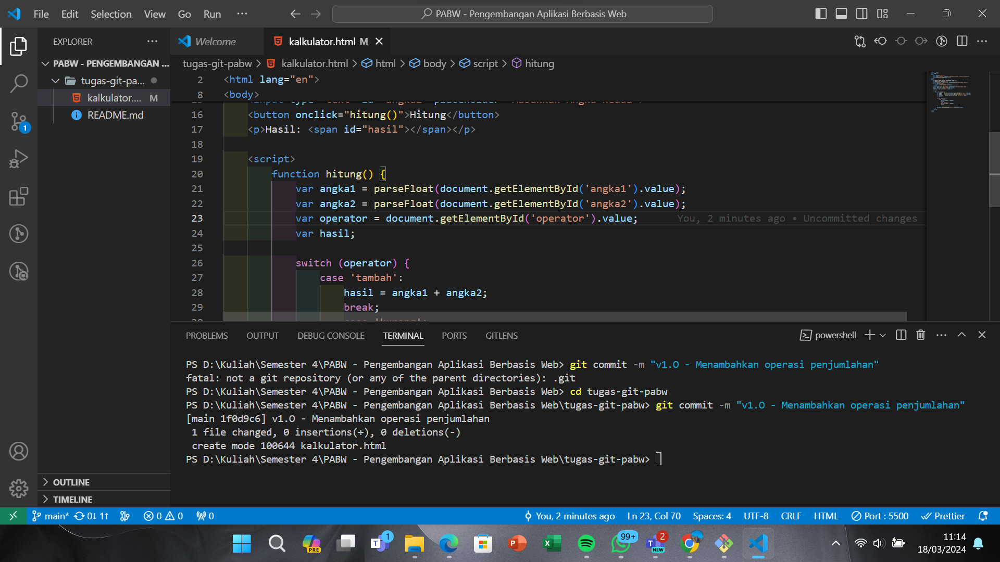 File Edit Selection View Go Run ··· PABW - Pengembangan Aplikasi Berbasis Web
EXPLORER
PABW - PENGEMBANGAN ...
tugas-git-pa...
kalkulator.... M
README.md
1
OUTLINE
TIMELINE
Welcome kalkulator.html M
tugas-git-pabw > kalkulator.html > html > body > script > hitung
2 <html lang="en">
8 <body>
16 <button onclick="hitung()">Hitung</button>
17 <p>Hasil: <span id="hasil"></span></p>
18
19 <script>
20 function hitung() {
21 var angka1 = parseFloat(document.getElementById('angka1').value);
22 var angka2 = parseFloat(document.getElementById('angka2').value);
23 var operator = document.getElementById('operator').value; You, 2 minutes ago • Uncommitted changes
24 var hasil;
25
26 switch (operator) {
27 case 'tambah':
28 hasil = angka1 + angka2;
29 break;
PROBLEMS OUTPUT DEBUG CONSOLE TERMINAL PORTS GITLENS powershell
PS D:\Kuliah\Semester 4\PABW - Pengembangan Aplikasi Berbasis Web> git commit -m "v1.O - Menambahkan operasi penjumlahan"
fatal: not a git repository (or any of the parent directories): .git
PS D:\Kuliah\Semester 4\PABW - Pengembangan Aplikasi Berbasis Web> cd tugas-git-pabw
PS D:\Kuliah\Semester 4\PABW - Pengembangan Aplikasi Berbasis Web\tugas-git-pabw> git commit -m "v1.O - Menambahkan operasi penjumlahan"
[main 1f0d9c6] v1.O - Menambahkan operasi penjumlahan
1 file changed, 0 insertions(+), 0 deletions(-)
create mode 100644 kalkulator.html
PS D:\Kuliah\Semester 4\PABW - Pengembangan Aplikasi Berbasis Web\tugas-git-pabw>
main* 0↓ 1↑ 0 0 0 You, 2 minutes ago Ln 23, Col 70 Spaces: 4 UTF-8 CRLF HTML Port : 5500 Prettier
PRE 1 99+ 2 NEW
11:14
18/03/2024